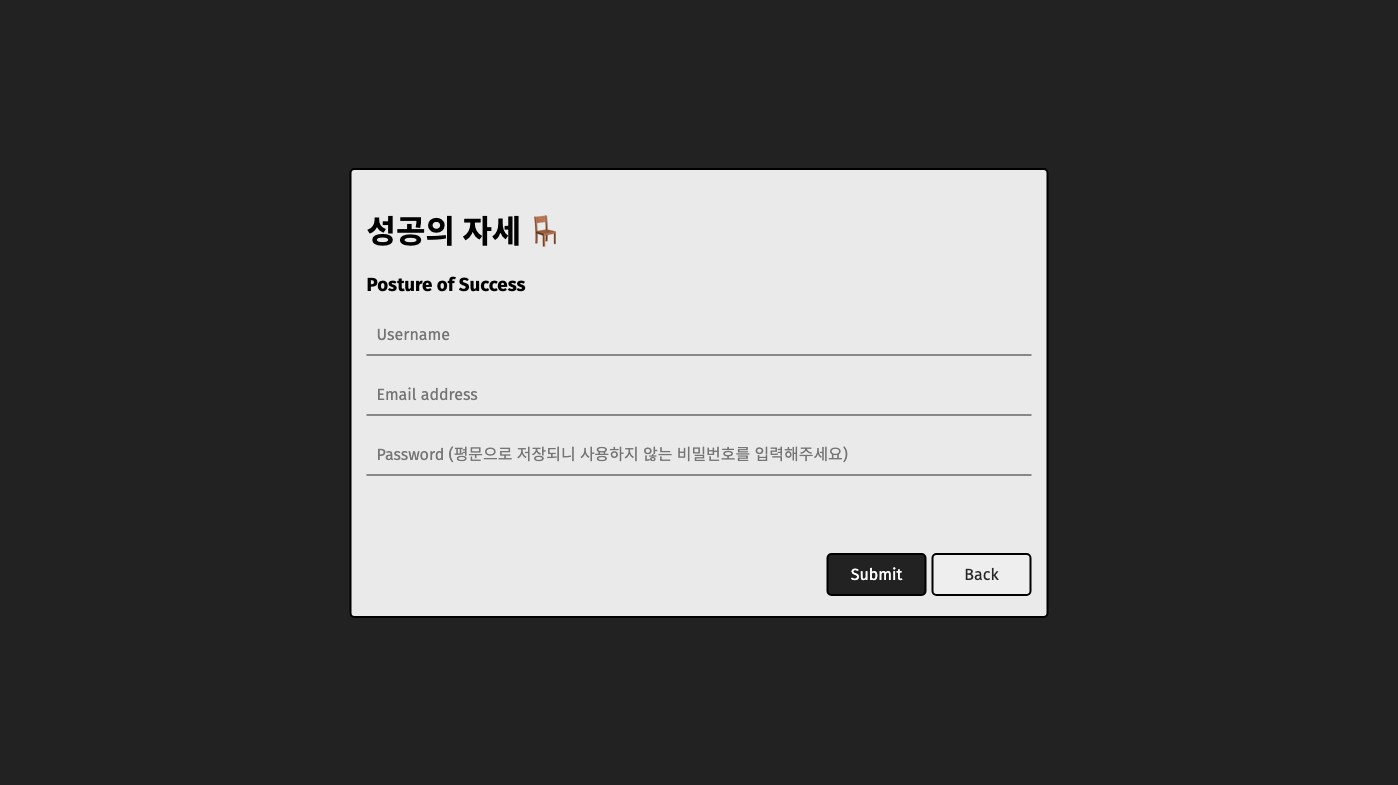 성공의 자세 🪑
Posture of Success
Username
Email address
Password (평문으로 저장되니 사용하지 않는 비밀번호를 입력해주세요)
Submit
Back